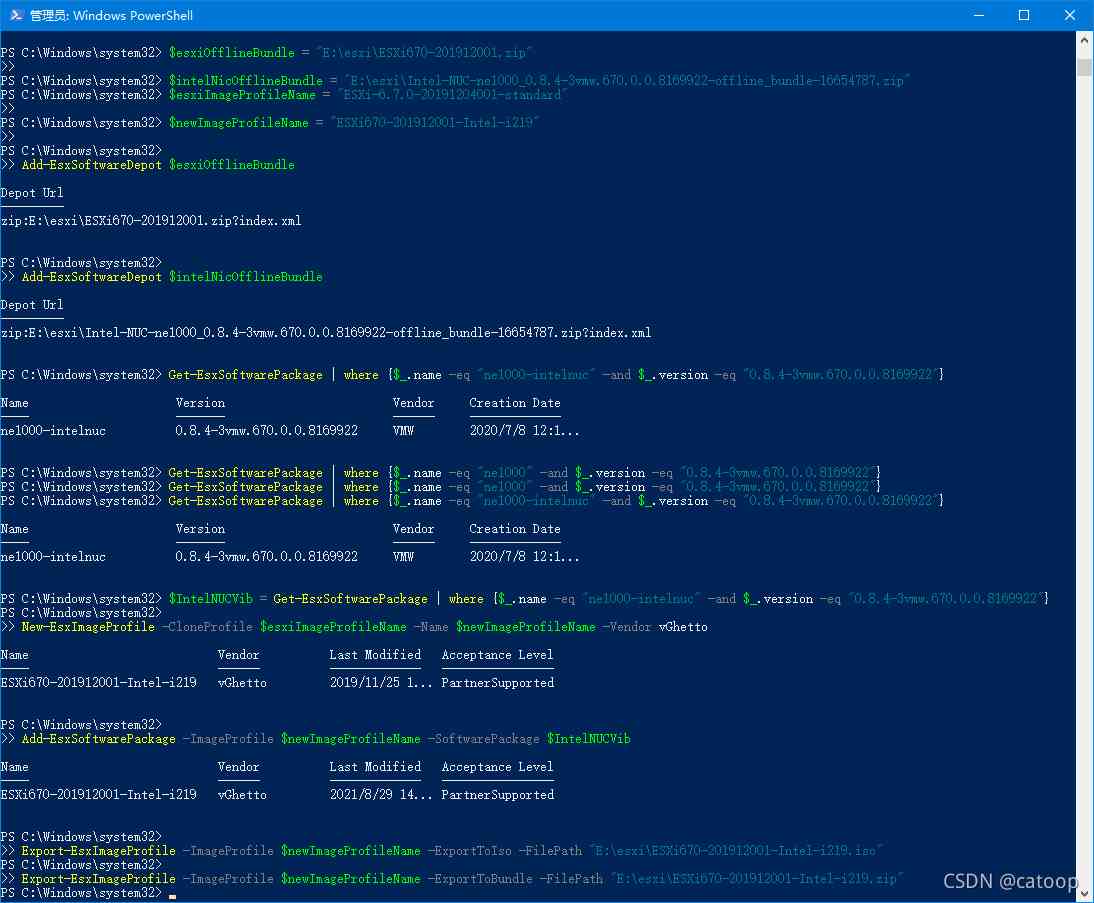 管理员: Windows PowerShell
PS C:\Windows\system32> $esxiOfflineBundle = "E:\esxi\ESXi670-201912001.zip"
>>
PS C:\Windows\system32> $intelNicOfflineBundle = "E:\esxi\Intel-NUC-ne1000_0.8.4-3vmw.670.0.0.8169922-offline_bundle-16654787.zip"
PS C:\Windows\system32> $esxiImageProfileName = "ESXi-6.7.0-20191204001-standard"
>>
PS C:\Windows\system32> $newImageProfileName = "ESXi670-201912001-Intel-i219"
>>
PS C:\Windows\system32>
>> Add-EsxSoftwareDepot $esxiOfflineBundle
Depot Url
zip:E:\esxi\ESXi670-201912001.zip?index.xml
PS C:\Windows\system32>
>> Add-EsxSoftwareDepot $intelNicOfflineBundle
Depot Url
zip:E:\esxi\Intel-NUC-ne1000_0.8.4-3vmw.670.0.0.8169922-offline_bundle-16654787.zip?index.xml
PS C:\Windows\system32> Get-EsxSoftwarePackage | where {$_.name -eq "ne1000-intelnuc" -and $_.version -eq "0.8.4-3vmw.670.0.0.8169922"}
Name Version Vendor Creation Date
ne1000-intelnuc 0.8.4-3vmw.670.0.0.8169922 VMW 2020/7/8 12:1...
PS C:\Windows\system32> Get-EsxSoftwarePackage | where {$_.name -eq "ne1000" -and $_.version -eq "0.8.4-3vmw.670.0.0.8169922"}
PS C:\Windows\system32> Get-EsxSoftwarePackage | where {$_.name -eq "ne1000" -and $_.version -eq "0.8.4-3vmw.670.0.0.8169922"}
PS C:\Windows\system32> Get-EsxSoftwarePackage | where {$_.name -eq "ne1000-intelnuc" -and $_.version -eq "0.8.4-3vmw.670.0.0.8169922"}
Name Version Vendor Creation Date
ne1000-intelnuc 0.8.4-3vmw.670.0.0.8169922 VMW 2020/7/8 12:1...
PS C:\Windows\system32> $IntelNUCVib = Get-EsxSoftwarePackage | where {$_.name -eq "ne1000-intelnuc" -and $_.version -eq "0.8.4-3vmw.670.0.0.8169922"}
PS C:\Windows\system32>
>> New-EsxImageProfile -CloneProfile $esxiImageProfileName -Name $newImageProfileName -Vendor vGhetto
Name Vendor Last Modified Acceptance Level
ESXi670-201912001-Intel-i219 vGhetto 2019/11/25 1... PartnerSupported
PS C:\Windows\system32>
>> Add-EsxSoftwarePackage -ImageProfile $newImageProfileName -SoftwarePackage $IntelNUCVib
Name Vendor Last Modified Acceptance Level
ESXi670-201912001-Intel-i219 vGhetto 2021/8/29 14... PartnerSupported
PS C:\Windows\system32>
>> Export-EsxImageProfile -ImageProfile $newImageProfileName -ExportToIso -FilePath "E:\esxi\ESXi670-201912001-Intel-i219.iso"
PS C:\Windows\system32>
>> Export-EsxImageProfile -ImageProfile $newImageProfileName -ExportToBundle -FilePath "E:\esxi\ESXi670-201912001-Intel-i219.zip"
PS C:\Windows\system32>
CSDN @catoop